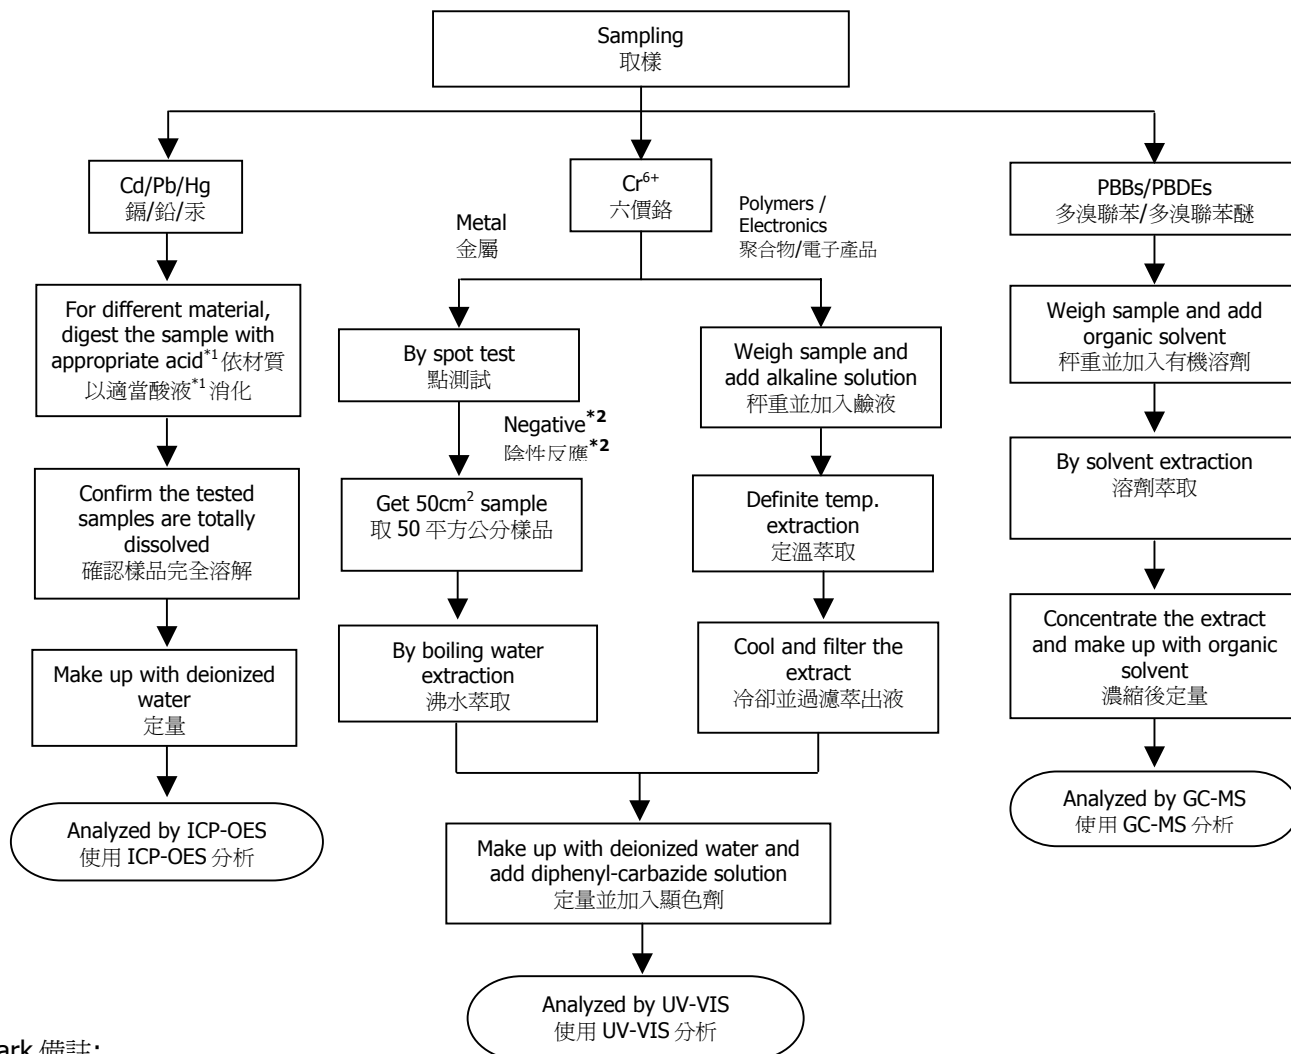 Sampling
取樣
Cd/Pb/Hg
鎘/鉛/汞
Cr6+
六價鉻
PBBs/PBDEs
多溴聯苯/多溴聯苯醚
Metal
金屬
Polymers /
Electronics
聚合物/電子產品
For different material,
digest the sample with
appropriate acid*1 依材質
以適當酸液*1 消化
By spot test
點測試
Weigh sample and
add alkaline solution
秤重並加入鹼液
Weigh sample and add
organic solvent
秤重並加入有機溶劑
Negative*2
陰性反應*2
Confirm the tested
samples are totally
dissolved
確認樣品完全溶解
Get 50cm2 sample
取 50 平方公分樣品
Definite temp.
extraction
定溫萃取
By solvent extraction
溶劑萃取
Make up with deionized
water
定量
By boiling water
extraction
沸水萃取
Cool and filter the
extract
冷卻並過濾萃出液
Concentrate the extract
and make up with organic
solvent
濃縮後定量
Analyzed by ICP-OES
使用 ICP-OES 分析
Make up with deionized water and
add diphenyl-carbazide solution
定量並加入顯色劑
Analyzed by GC-MS
使用 GC-MS 分析
Analyzed by UV-VIS
使用 UV-VIS 分析
ark 備註: